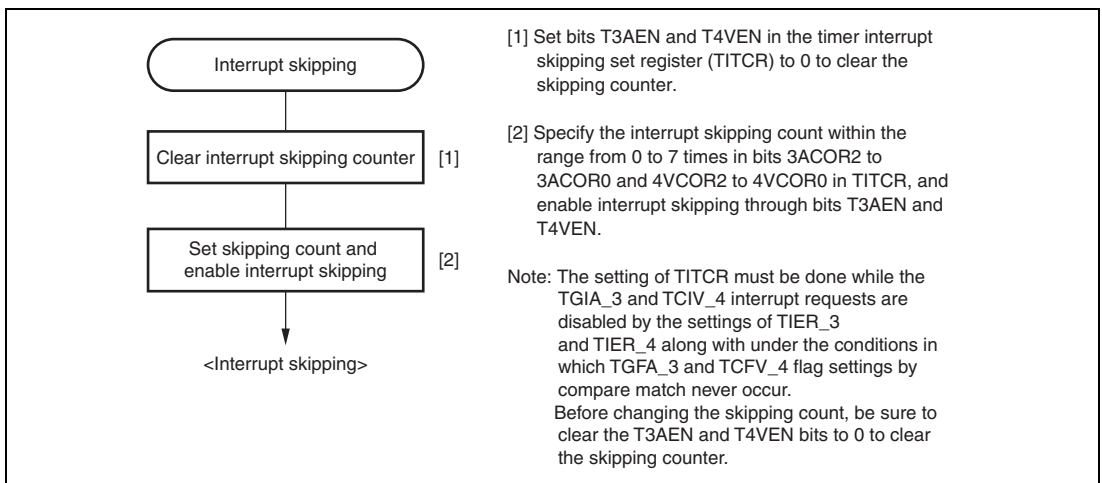 Interrupt skipping
Clear interrupt skipping counter
[1]
Set skipping count and
enable interrupt skipping
[2]
<Interrupt skipping>
[1] Set bits T3AEN and T4VEN in the timer interrupt
skipping set register (TITCR) to 0 to clear the
skipping counter.
[2] Specify the interrupt skipping count within the
range from 0 to 7 times in bits 3ACOR2 to
3ACOR0 and 4VCOR2 to 4VCOR0 in TITCR, and
enable interrupt skipping through bits T3AEN and
T4VEN.
Note: The setting of TITCR must be done while the
TGIA_3 and TCIV_4 interrupt requests are
disabled by the settings of TIER_3
and TIER_4 along with under the conditions in
which TGFA_3 and TCFV_4 flag settings by
compare match never occur.
Before changing the skipping count, be sure to
clear the T3AEN and T4VEN bits to 0 to clear
the skipping counter.